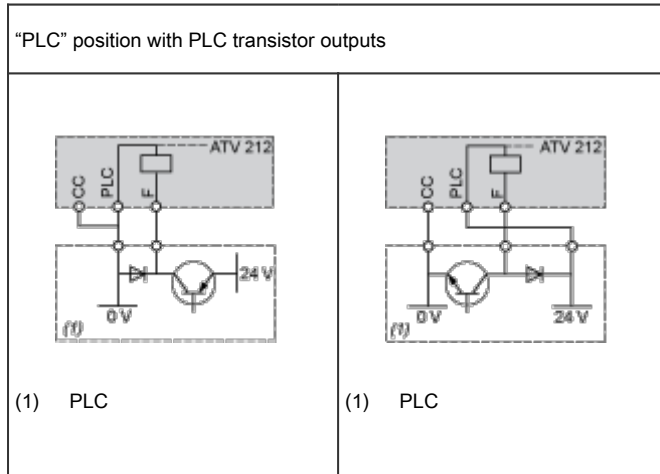 “PLC” position with PLC transistor outputs
ATV 212
CC
PLC
F
24 V
0 V
(1)
(1) PLC
ATV 212
CC
PLC
F
0 V
24 V
(1)
(1) PLC